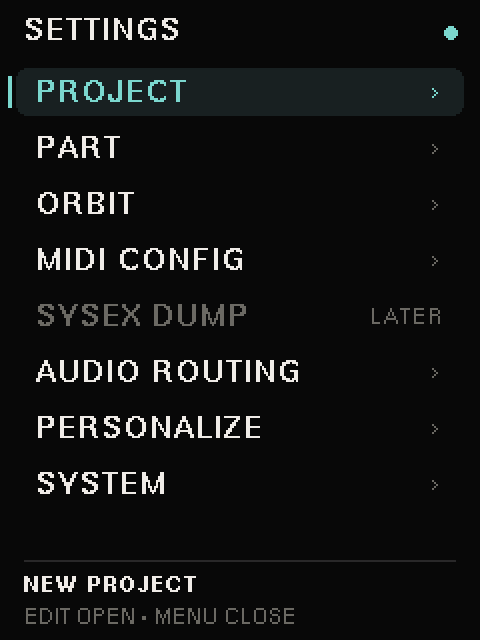 SETTINGS
PROJECT ›
PART ›
ORBIT ›
MIDI CONFIG ›
SYSEX DUMP LATER
AUDIO ROUTING ›
PERSONALIZE ›
SYSTEM ›
NEW PROJECT
EDIT OPEN · MENU CLOSE